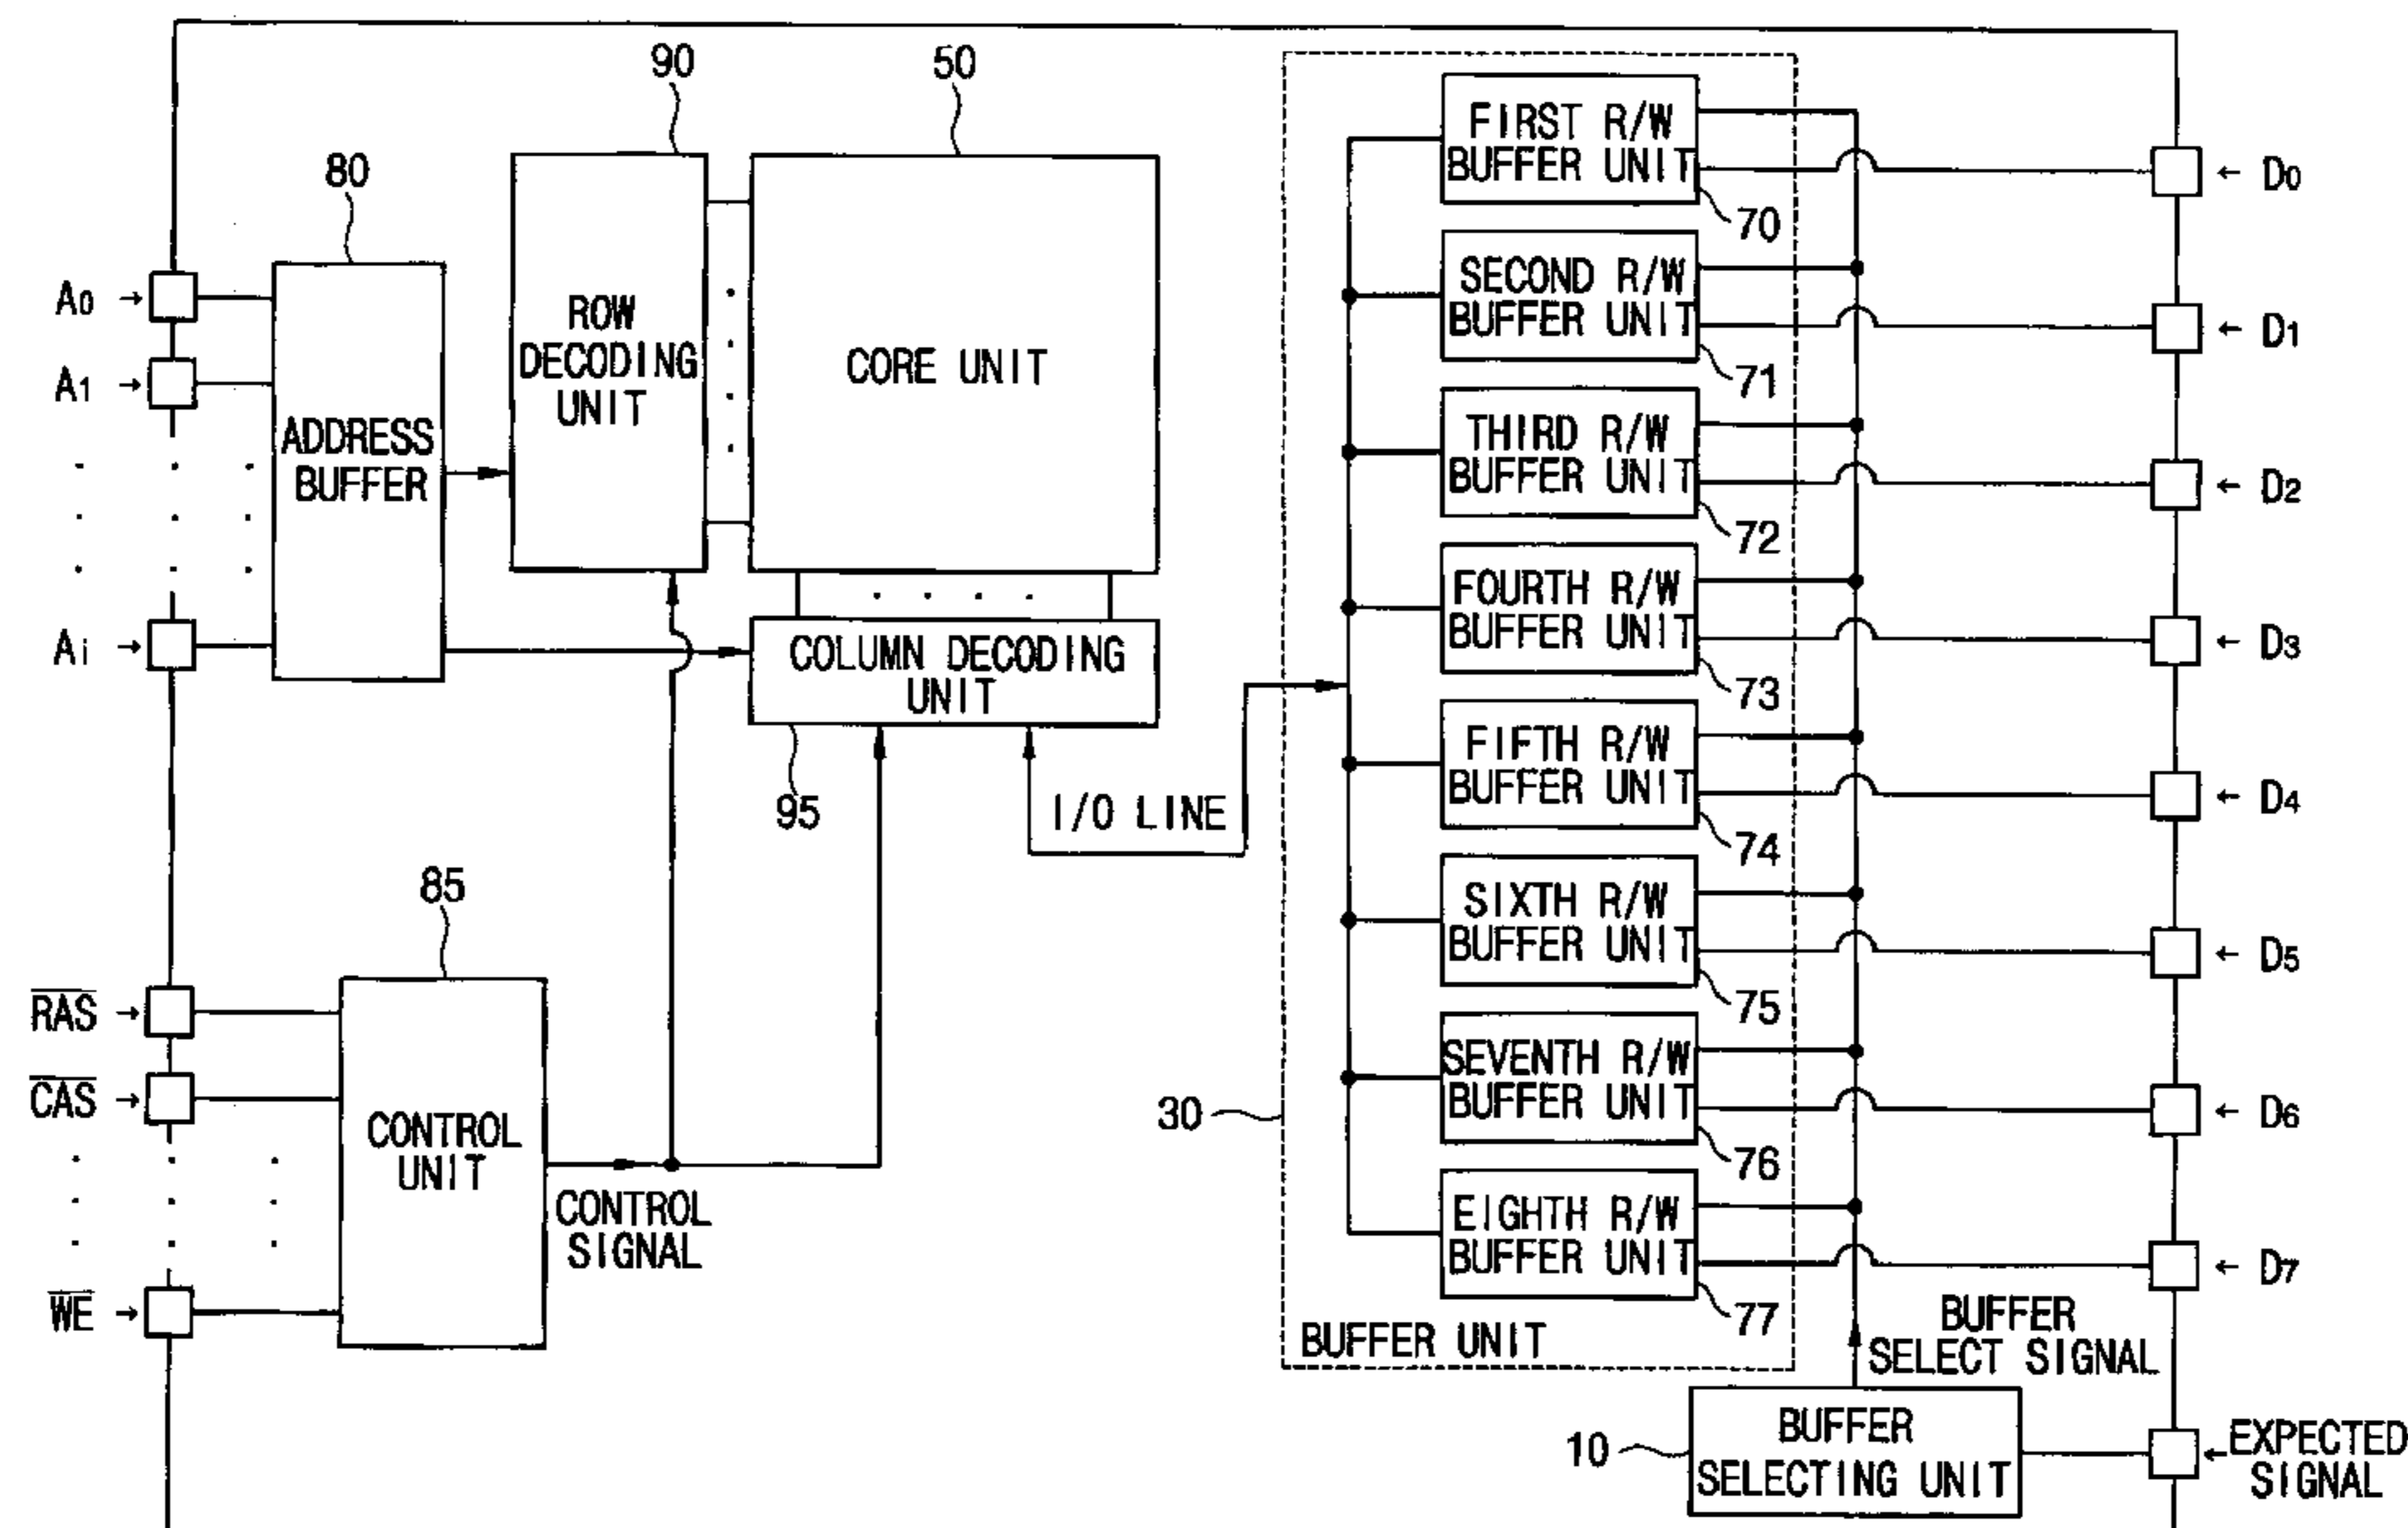 90
50
80
A0
A1
Ai
ADDRESS
BUFFER
ROW
DECODING
UNIT
CORE UNIT
COLUMN DECODING
UNIT
95
I/O LINE
85
RAS
CAS
WE
CONTROL
UNIT
CONTROL
SIGNAL
30
FIRST R/W
BUFFER UNIT
70
SECOND R/W
BUFFER UNIT
71
THIRD R/W
BUFFER UNIT
72
FOURTH R/W
BUFFER UNIT
73
FIFTH R/W
BUFFER UNIT
74
SIXTH R/W
BUFFER UNIT
75
SEVENTH R/W
BUFFER UNIT
76
EIGHTH R/W
BUFFER UNIT
77
BUFFER UNIT
D0
D1
D2
D3
D4
D5
D6
D7
BUFFER
SELECT SIGNAL
10
BUFFER
SELECTING UNIT
EXPECTED
SIGNAL